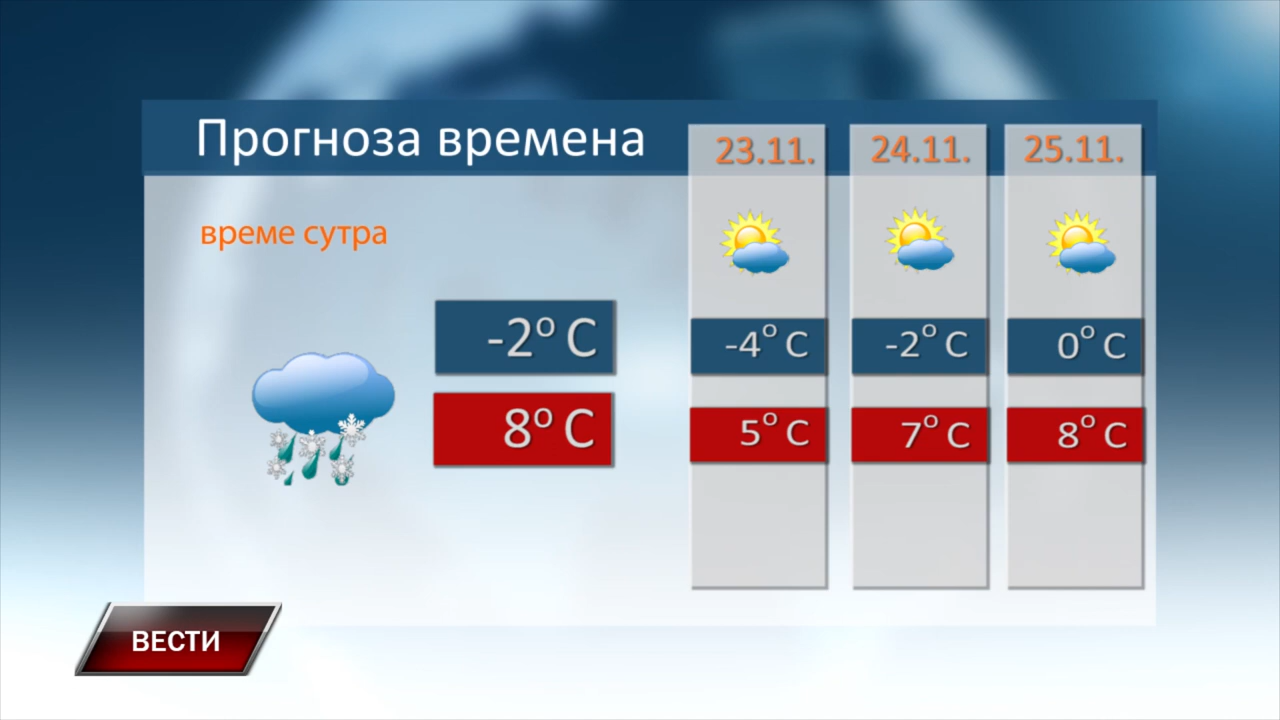 Прогноза времена
време сутра
-2° C
8° C
23.11.
-4° C
5° C
24.11.
-2° C
7° C
25.11.
0° C
8° C
ВЕСТИ